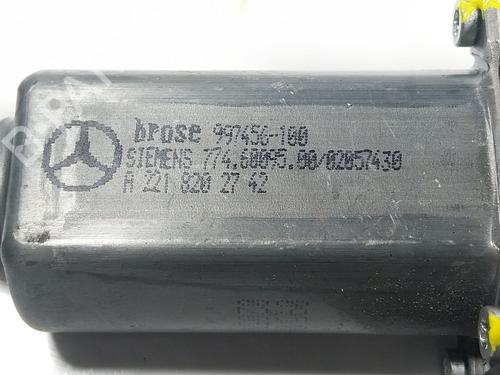 brose 997456-100
SIEMENS 774.60095.00/02057430
A 221 820 27 42